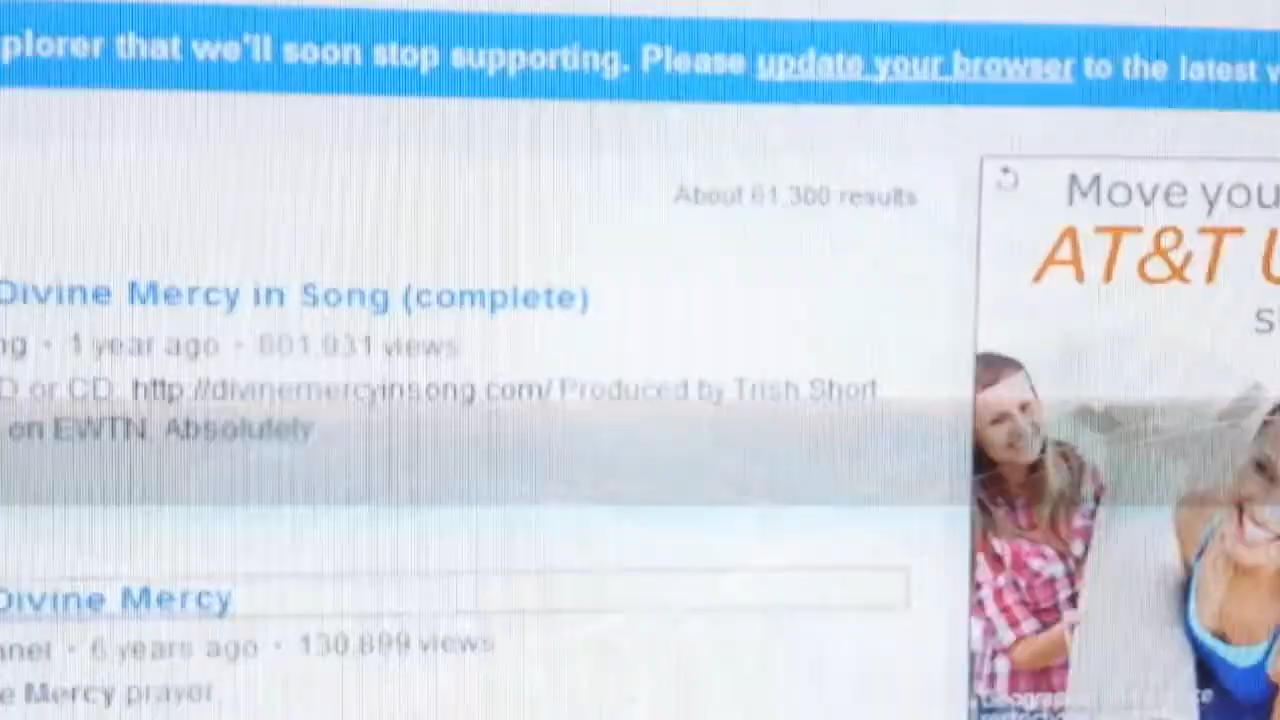 plorer that we'll soon stop supporting. Please update your browser to the latest v
About 61,300 results
Move you
AT&T U
s
Divine Mercy in Song (complete)
ng · 1 year ago · 801,931 views
D or CD: http://divinemercyinsong.com/ Produced by Trish Short
on EWTN. Absolutely
Divine Mercy
nnel · 6 years ago · 130,899 views
e Mercy prayer